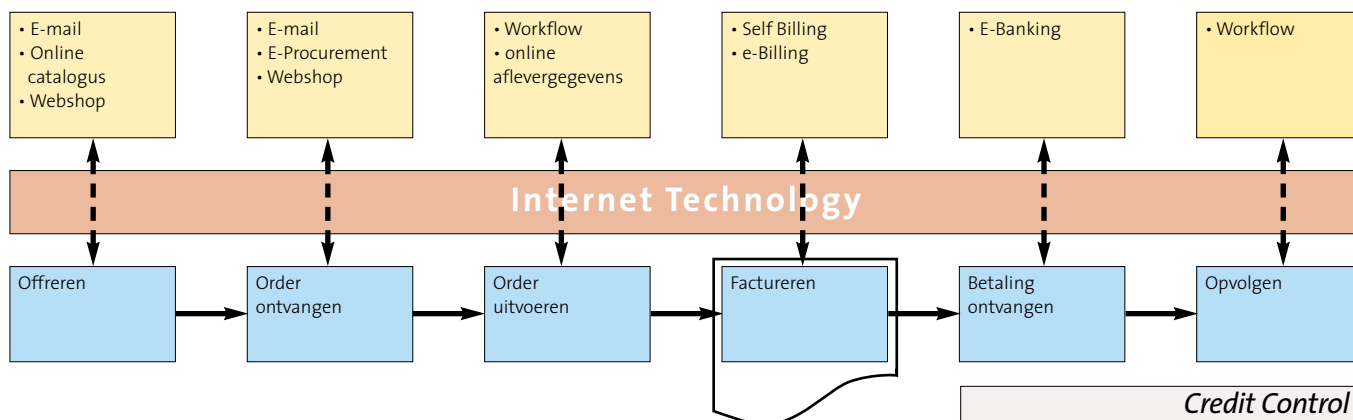 • E-mail
• Online
catalogus
• Webshop
• E-mail
• E-Procurement
• Webshop
• Workflow
• online
aflevergegevens
• Self Billing
• e-Billing
• E-Banking
• Workflow
Internet Technology
Offreren
Order
ontvangen
Order
uitvoeren
Factureren
Betaling
ontvangen
Opvolgen
Credit Control